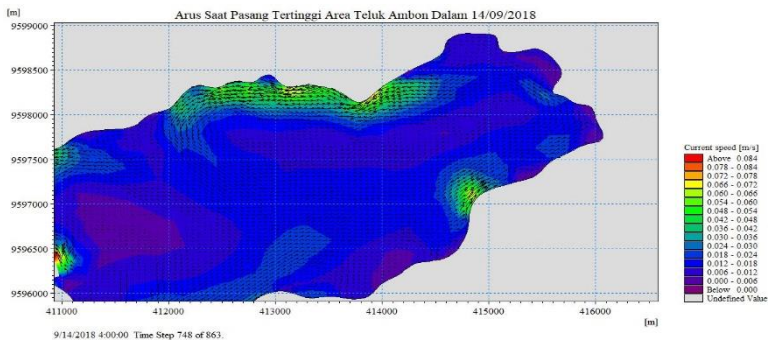 Arus Saat Pasang Tertinggi Area Teluk Ambon Dalam 14/09/2018
[m]
9599000
9598500
9598000
9597500
9597000
9596500
9596000
411000 412000 413000 414000 415000 416000
[m]
9/14/2018 4:00:00 Time Step 748 of 863.
Current speed [m/s]
Above 0.084
0.078 - 0.084
0.072 - 0.078
0.066 - 0.072
0.060 - 0.066
0.054 - 0.060
0.048 - 0.054
0.042 - 0.048
0.036 - 0.042
0.030 - 0.036
0.024 - 0.030
0.018 - 0.024
0.012 - 0.018
0.006 - 0.012
0.000 - 0.006
Below 0.000
Undefined Value